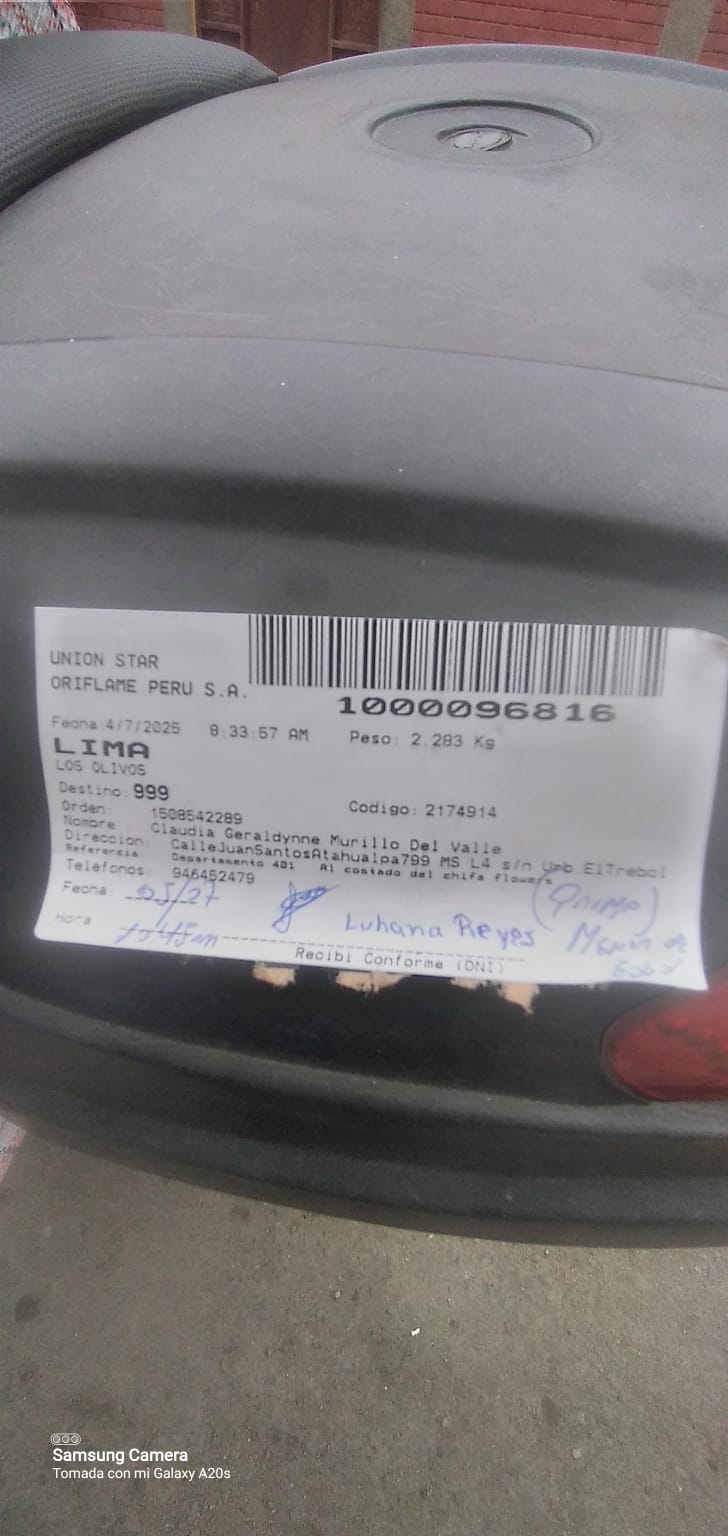 UNION STAR
ORIFLAME PERU S.A.
1000096816
Fecha:4/7/2025 8:33:57 AM Peso: 2.283 Kg
LIMA
LOS OLIVOS
Destino: 999
Orden: 1508542289 Codigo: 2174914
Nombre Claudia Geraldynne Murillo Del Valle
Direccion: CalleJuanSantosAtahualpa799 MS L4 s/n Urb.ElTrebol
Referencia: Departamento 401 Al costado del chifa flowers
Telefonos: 946452479
Fecha:
Luhana Reyes
(Prima)
Hora
Recibi Conforme (DNI)
Samsung Camera
Tomada con mi Galaxy A20s